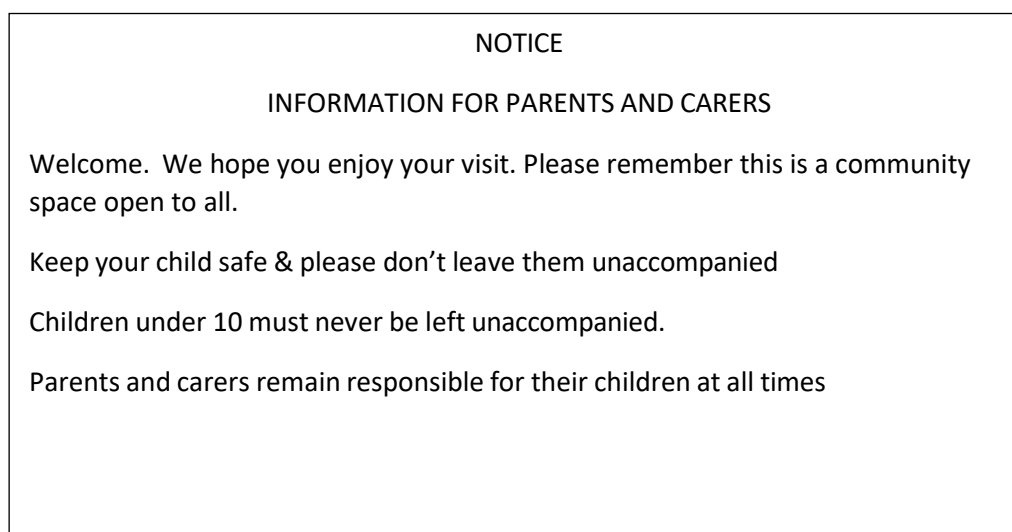 NOTICE
INFORMATION FOR PARENTS AND CARERS
Welcome.  We hope you enjoy your visit. Please remember this is a community
space open to all.
Keep your child safe & please don’t leave them unaccompanied
Children under 10 must never be left unaccompanied.
Parents and carers remain responsible for their children at all times